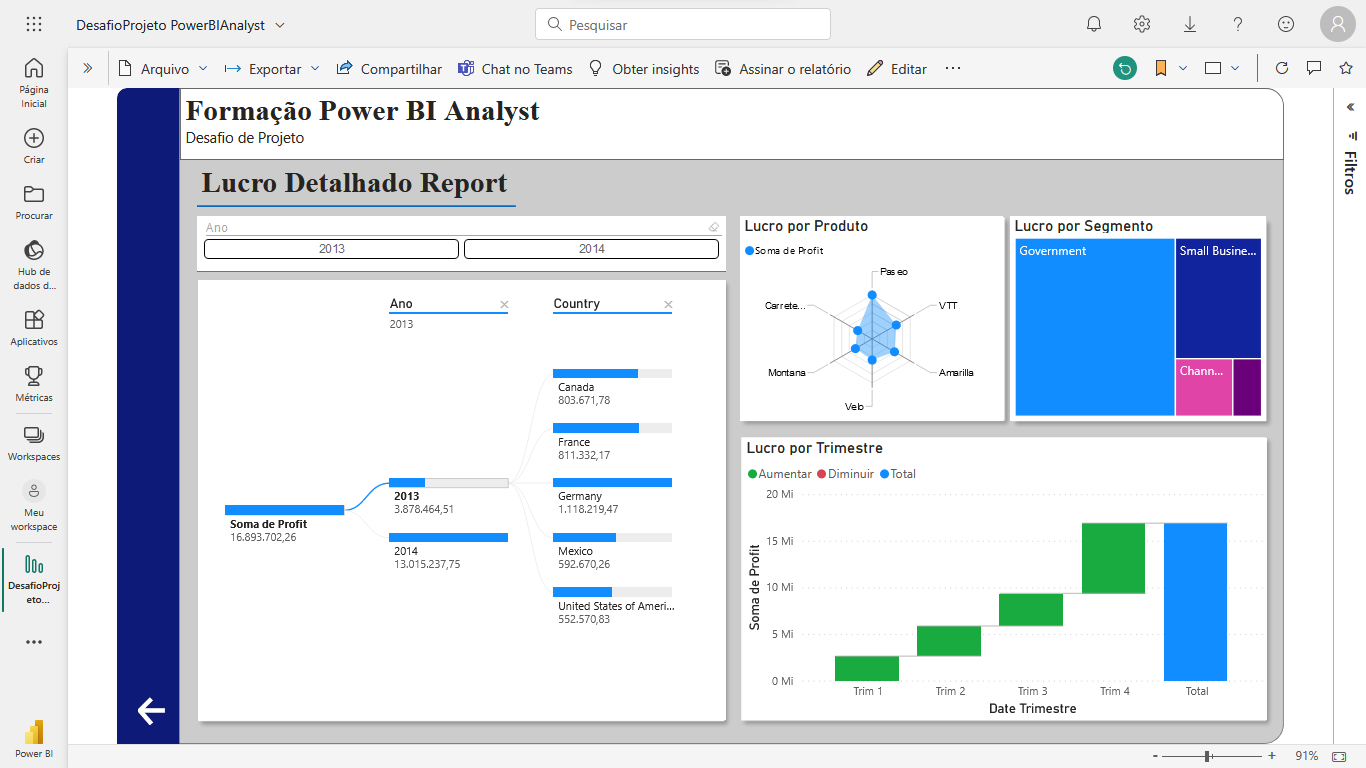 DesafioProjeto PowerBIAnalyst
Pesquisar
Página
Inicial
Criar
Procurar
Hub de
dados d...
Aplicativos
Métricas
Workspaces
Meu
workspace
DesafioProj
eto...
Power BI
Arquivo
Exportar
Compartilhar
Chat no Teams
Obter insights
Assinar o relatório
Editar
Formação Power BI Analyst
Desafio de Projeto
Lucro Detalhado Report
Ano
2013
2014
Ano
2013
Country
Soma de Profit
16.893.702,26
2013
3.878.464,51
2014
13.015.237,75
Canada
803.671,78
France
811.332,17
Germany
1.118.219,47
Mexico
592.670,26
United States of Ameri...
552.570,83
Lucro por Produto
Soma de Profit
Paseo
Carrete...
VTT
Montana
Amarilla
Velo
Lucro por Segmento
Government
Small Busine...
Chann...
Lucro por Trimestre
Aumentar
Diminuir
Total
Soma de Profit
20 Mi
15 Mi
10 Mi
5 Mi
0 Mi
Trim 1
Trim 2
Trim 3
Trim 4
Total
Date Trimestre
Filtros
91%